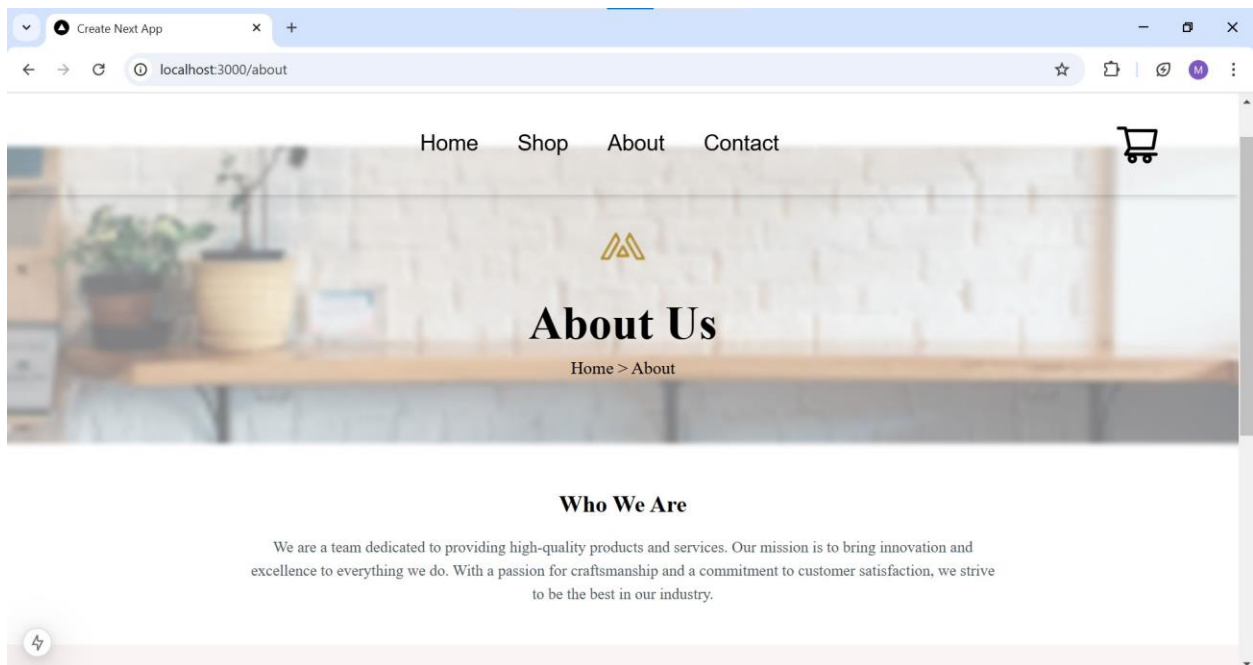 Create Next App
localhost:3000/about
M
Home Shop About Contact
About Us
Home > About
Who We Are
We are a team dedicated to providing high-quality products and services. Our mission is to bring innovation and
excellence to everything we do. With a passion for craftsmanship and a commitment to customer satisfaction, we strive
to be the best in our industry.